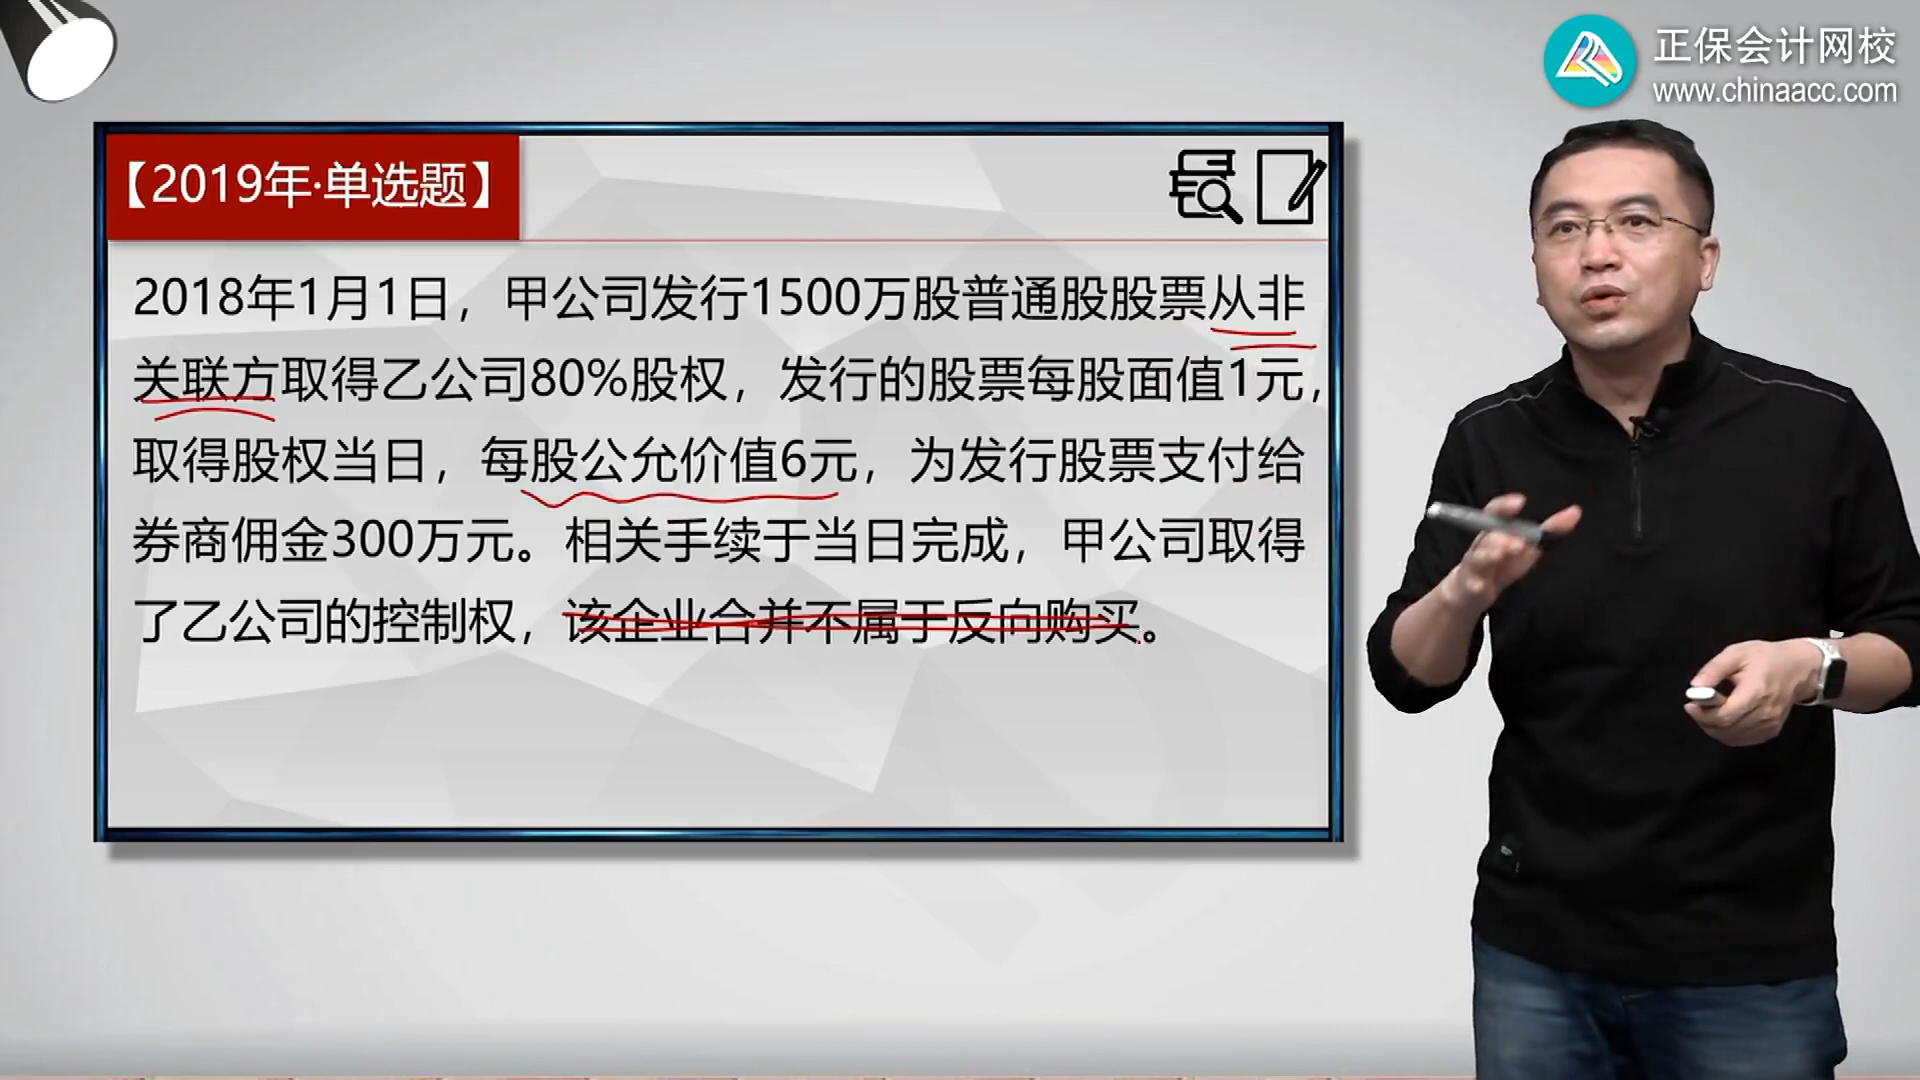 正保会计网校
www.chinaacc.com
【2019年·单选题】
2018年1月1日，甲公司发行1500万股普通股股票从非
关联方取得乙公司80%股权，发行的股票每股面值1元，
取得股权当日，每股公允价值6元，为发行股票支付给
券商佣金300万元。相关手续于当日完成，甲公司取得
了乙公司的控制权，该企业合并不属于反向购买。